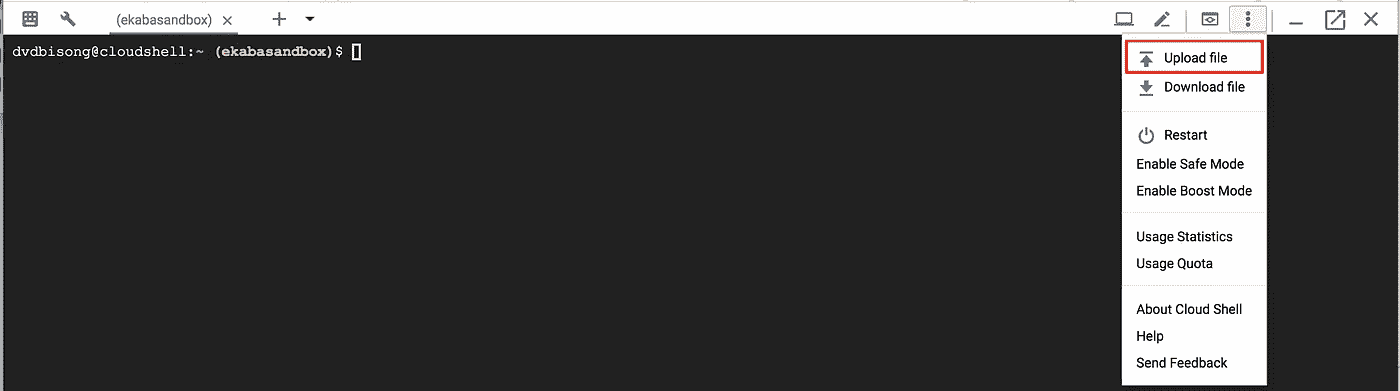 (ekabasandbox)
dvdbisong@cloudshell:~ (ekabasandbox)$
Upload file
Download file
Restart
Enable Safe Mode
Enable Boost Mode
Usage Statistics
Usage Quota
About Cloud Shell
Help
Send Feedback